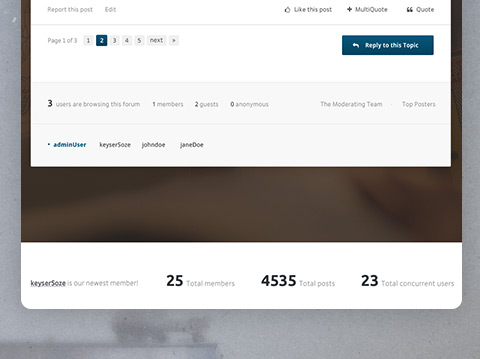 Report this post Edit Like this post MultiQuote Quote
Page 1 of 3 1 2 3 4 5 next » Reply to this Topic
3 users are browsing this forum 1 members 2 guests 0 anonymous The Moderating Team · Top Posters
• adminUser keyserSoze johndoe janeDoe
keyserSoze is our newest member! 25 Total members 4535 Total posts 23 Total concurrent users